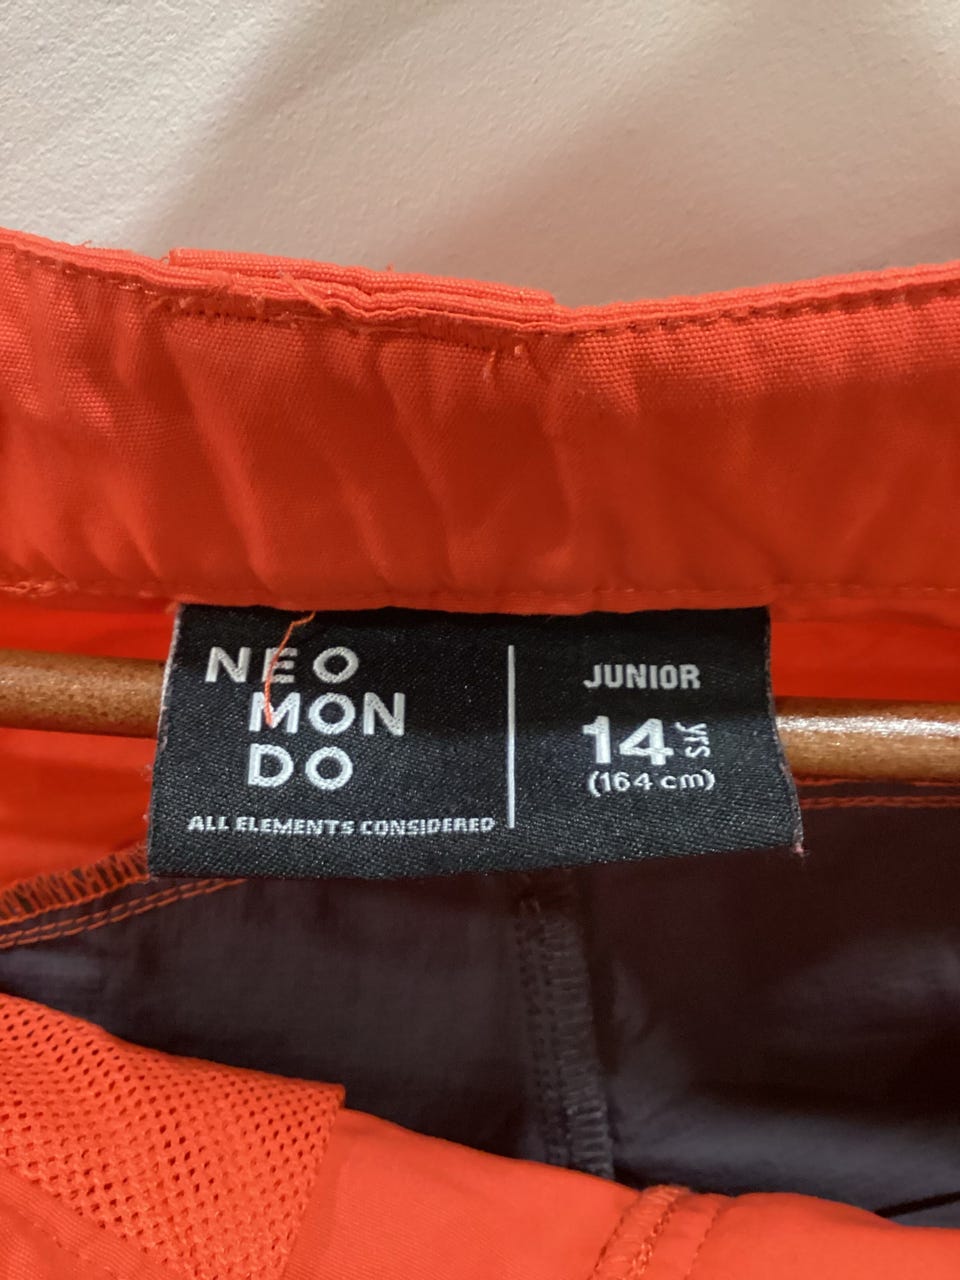 NEO
MON
DO
ALL ELEMENTS CONSIDERED
JUNIOR
14 YRS
(164 cm)